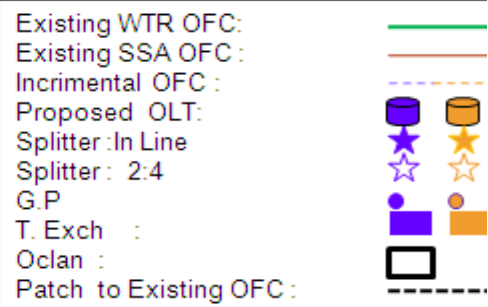 Existing WTR OFC:
Existing SSA OFC :
Incrimental OFC :
Proposed OLT:
Splitter :In Line
Splitter : 2:4
G.P
T. Exch :
Oclan :
Patch to Existing OFC :